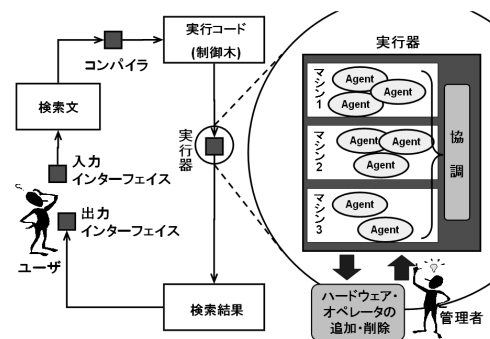 実行コード
(制御木)
コンパイラ
検索文
入力
インターフェイス
出力
インターフェイス
ユーザ
検索結果
実行器
実行器
マシン1
Agent
Agent
Agent
マシン2
Agent
Agent
Agent
マシン3
Agent
Agent
協調
ハードウェア・
オペレータの
追加・削除
管理者